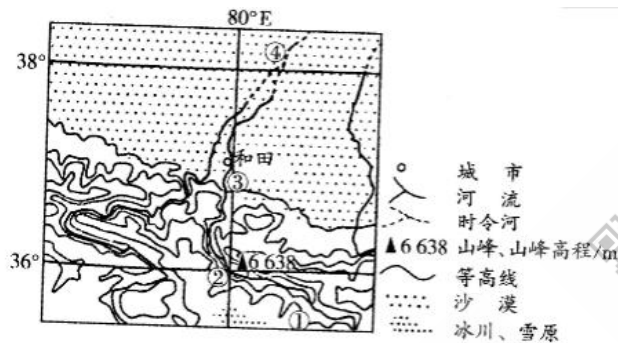 80°E
④
38°
和田
③
○ 城市
河流
时令河
▲6 638 山峰、山峰高程/m
等高线
沙漠
冰川、雪原
▲6 638
36°
②
①